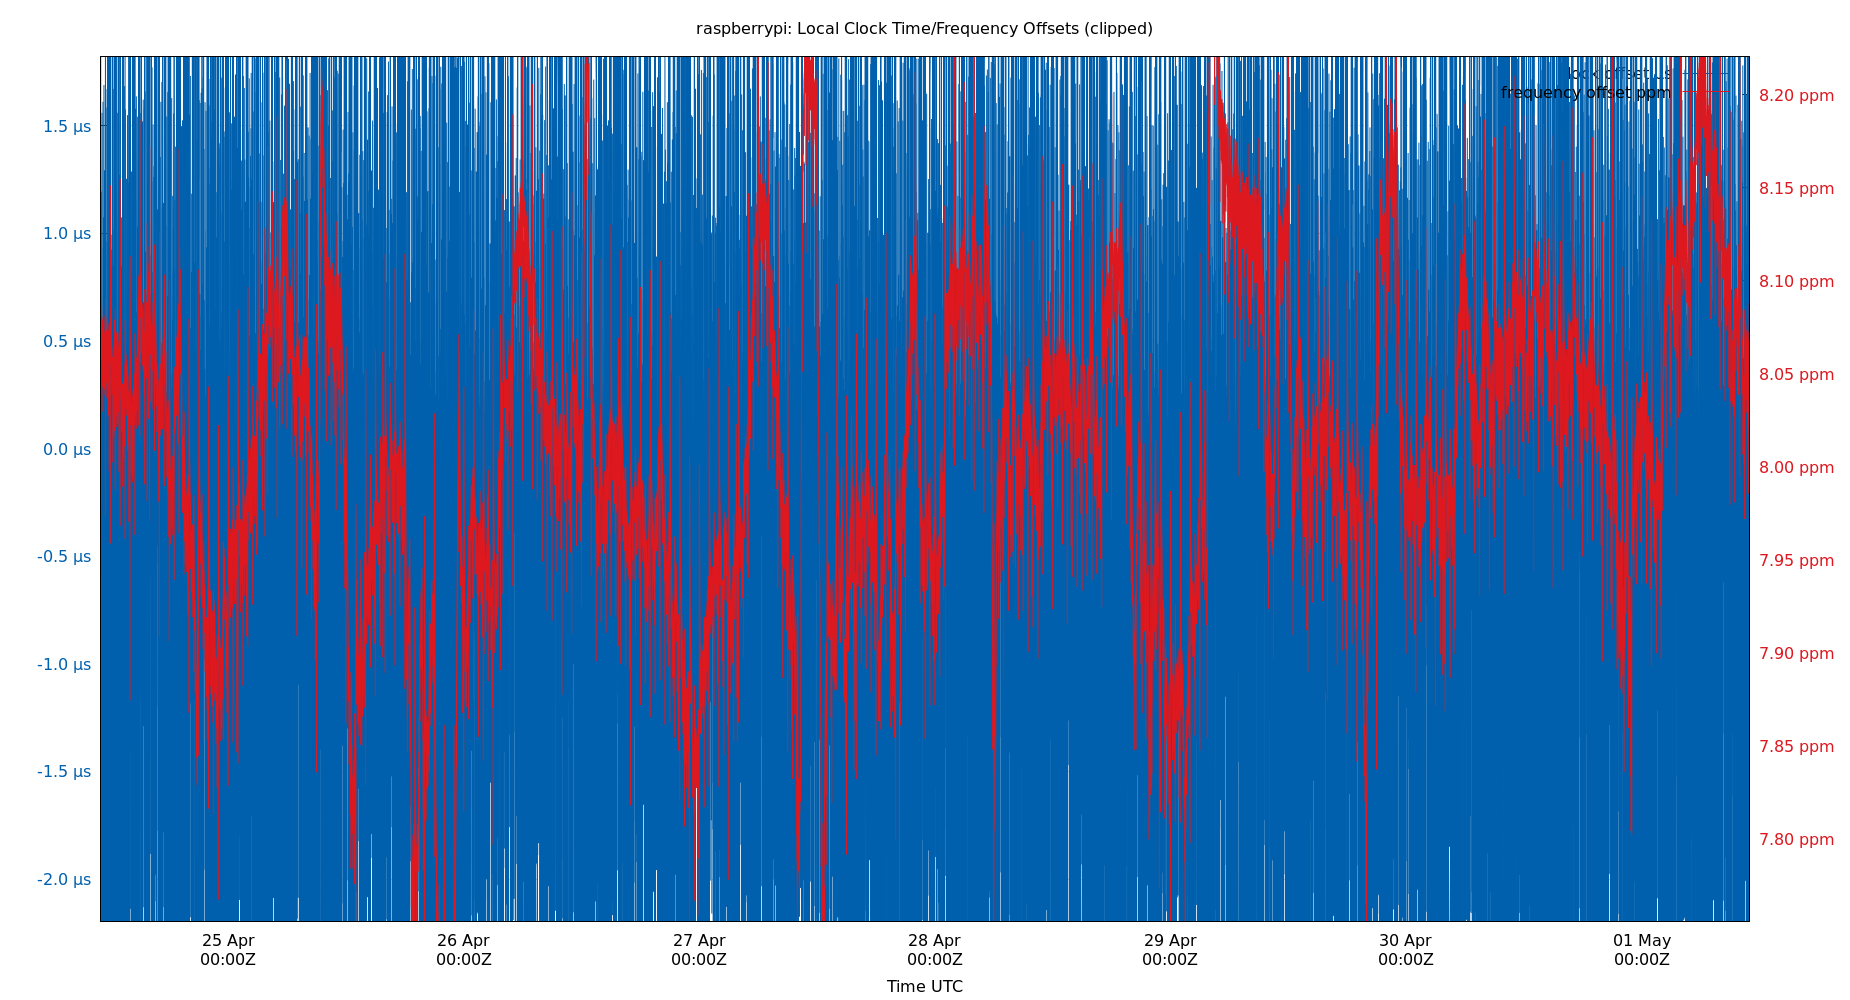 raspberrypi: Local Clock Time/Frequency Offsets (clipped)
frequency offset ppm
1.5 µs
1.0 µs
0.5 µs
0.0 µs
-0.5 µs
-1.0 µs
-1.5 µs
-2.0 µs
8.20 ppm
8.15 ppm
8.10 ppm
8.05 ppm
8.00 ppm
7.95 ppm
7.90 ppm
7.85 ppm
7.80 ppm
25 Apr
00:00Z
26 Apr
00:00Z
27 Apr
00:00Z
28 Apr
00:00Z
29 Apr
00:00Z
30 Apr
00:00Z
01 May
00:00Z
Time UTC